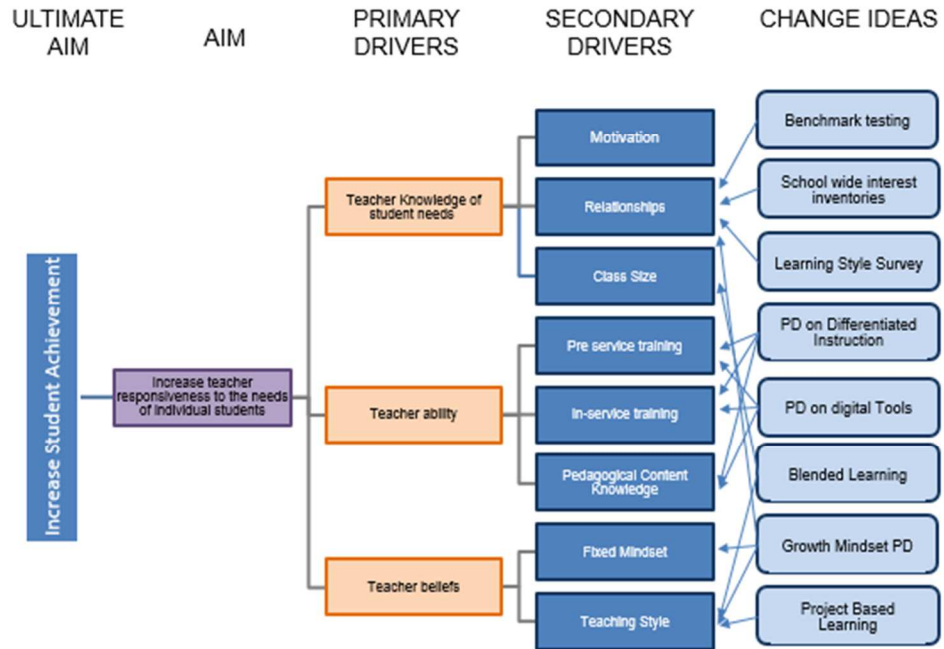 ULTIMATE
AIM
AIM
PRIMARY
DRIVERS
SECONDARY
DRIVERS
CHANGE IDEAS
Increase Student Achievement
Increase teacher
responsiveness to the needs
of individual students
Teacher Knowledge of
student needs
Teacher ability
Teacher beliefs
Motivation
Relationships
Class Size
Pre service training
In-service training
Pedagogical Content
Knowledge
Fixed Mindset
Teaching Style
Benchmark testing
School wide interest
inventories
Learning Style Survey
PD on Differentiated
Instruction
PD on digital Tools
Blended Learning
Growth Mindset PD
Project Based
Learning